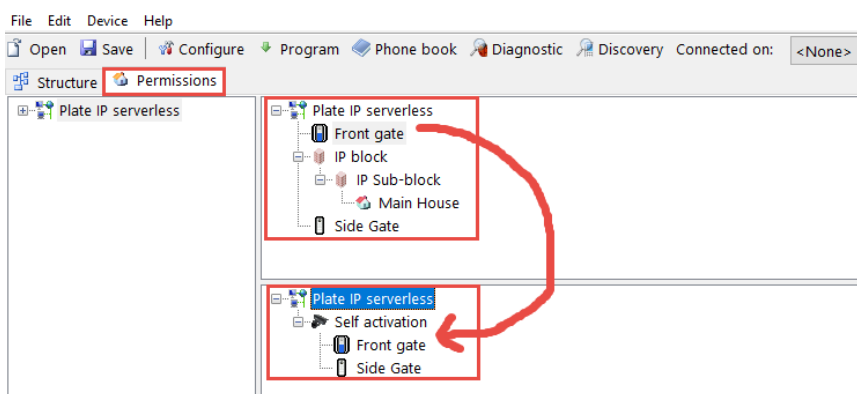 File Edit Device Help
Open Save Configure Program Phone book Diagnostic Discovery Connected on: <None>
Structure Permissions
Plate IP serverless
Plate IP serverless
Front gate
IP block
IP Sub-block
Main House
Side Gate
Plate IP serverless
Self activation
Front gate
Side Gate